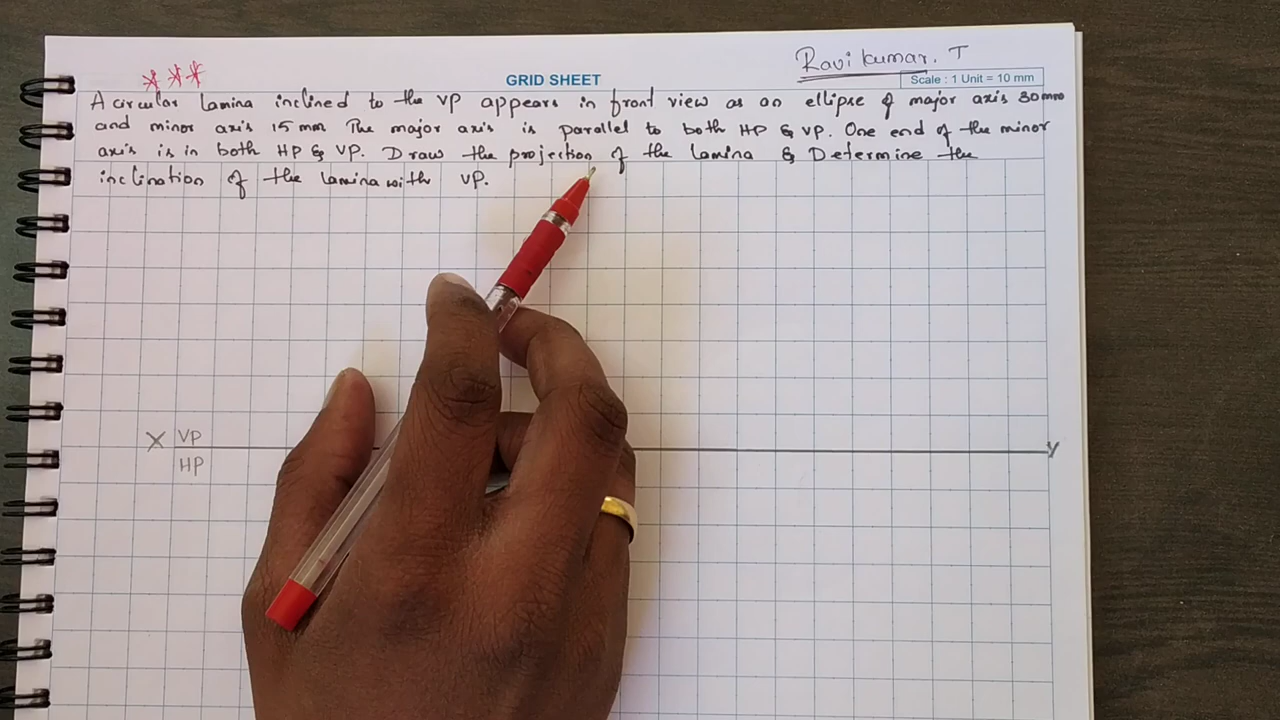 Ravi kumar. T
GRID SHEET
Scale : 1 Unit = 10 mm
A circular lamina inclined to the VP appears in front view as an ellipse of major axis 30mm
and minor axis 15 mm The major axis is parallel to both HP & VP. One end of the minor
axis is in both HP & VP. Draw the projection of the lamina & Determine the
inclination of the lamina with VP.
X VP Y
HP